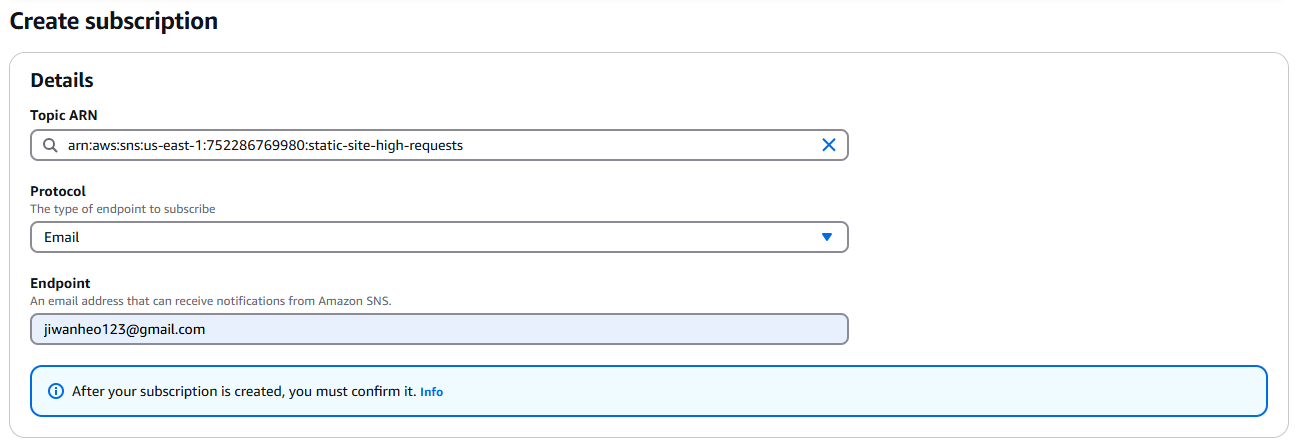 Create subscription
Details
Topic ARN
arn:aws:sns:us-east-1:752286769980:static-site-high-requests
Protocol
The type of endpoint to subscribe
Email
Endpoint
An email address that can receive notifications from Amazon SNS.
jiwanheo123@gmail.com
After your subscription is created, you must confirm it. Info